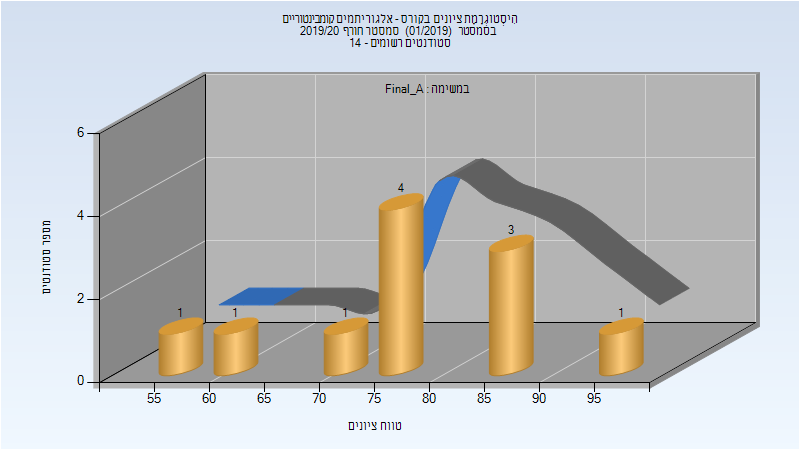 היסטוגרמת ציונים בקורס - אלגוריתמים קומבינטוריים
בסמסטר (01/2019) סמסטר חורף 2019/20
סטודנטים רשומים - 14
במשימה : Final_A
6
4
2
0
מספר סטודנטים
1
1
1
4
3
1
55 60 65 70 75 80 85 90 95
טווח ציונים